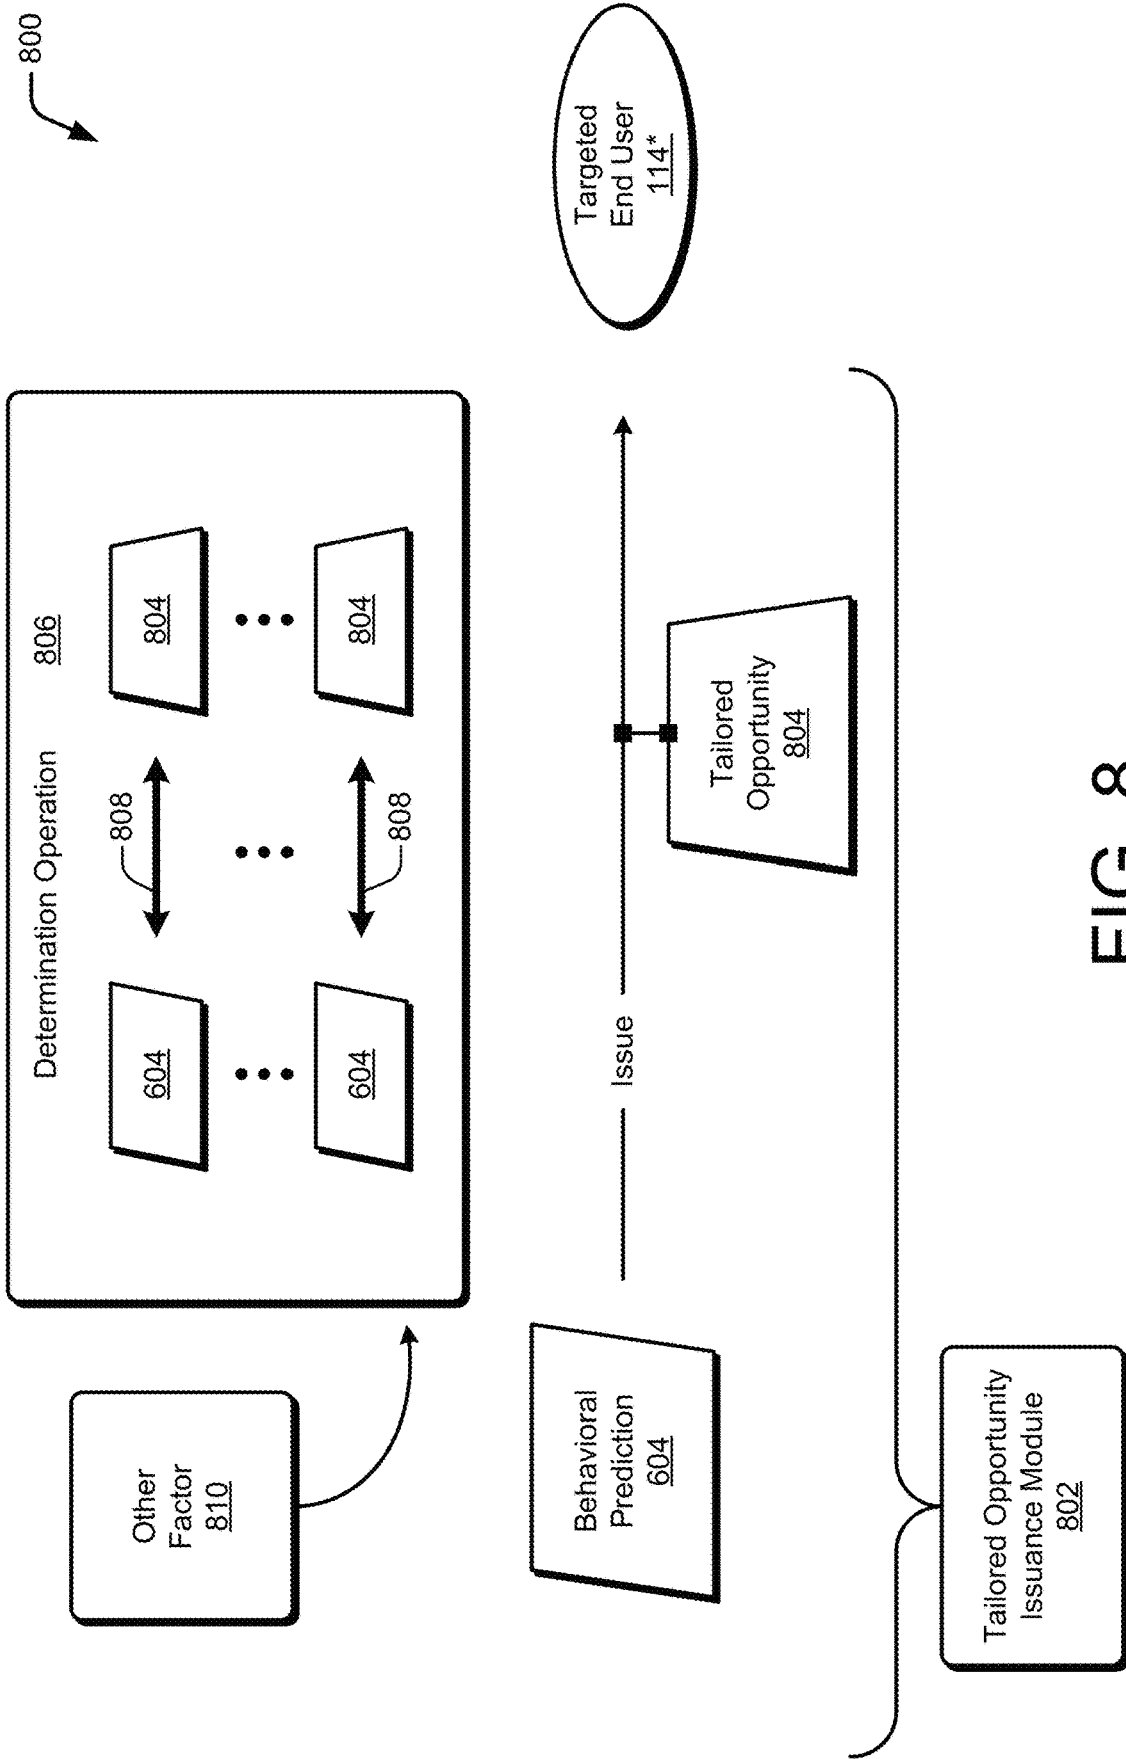 800
Determination Operation
806
604
808
804
604
808
804
Other
Factor
810
Behavioral
Prediction
604
Issue
Tailored
Opportunity
804
Targeted
End User
114*
Tailored Opportunity
Issuance Module
802
FIG. 8